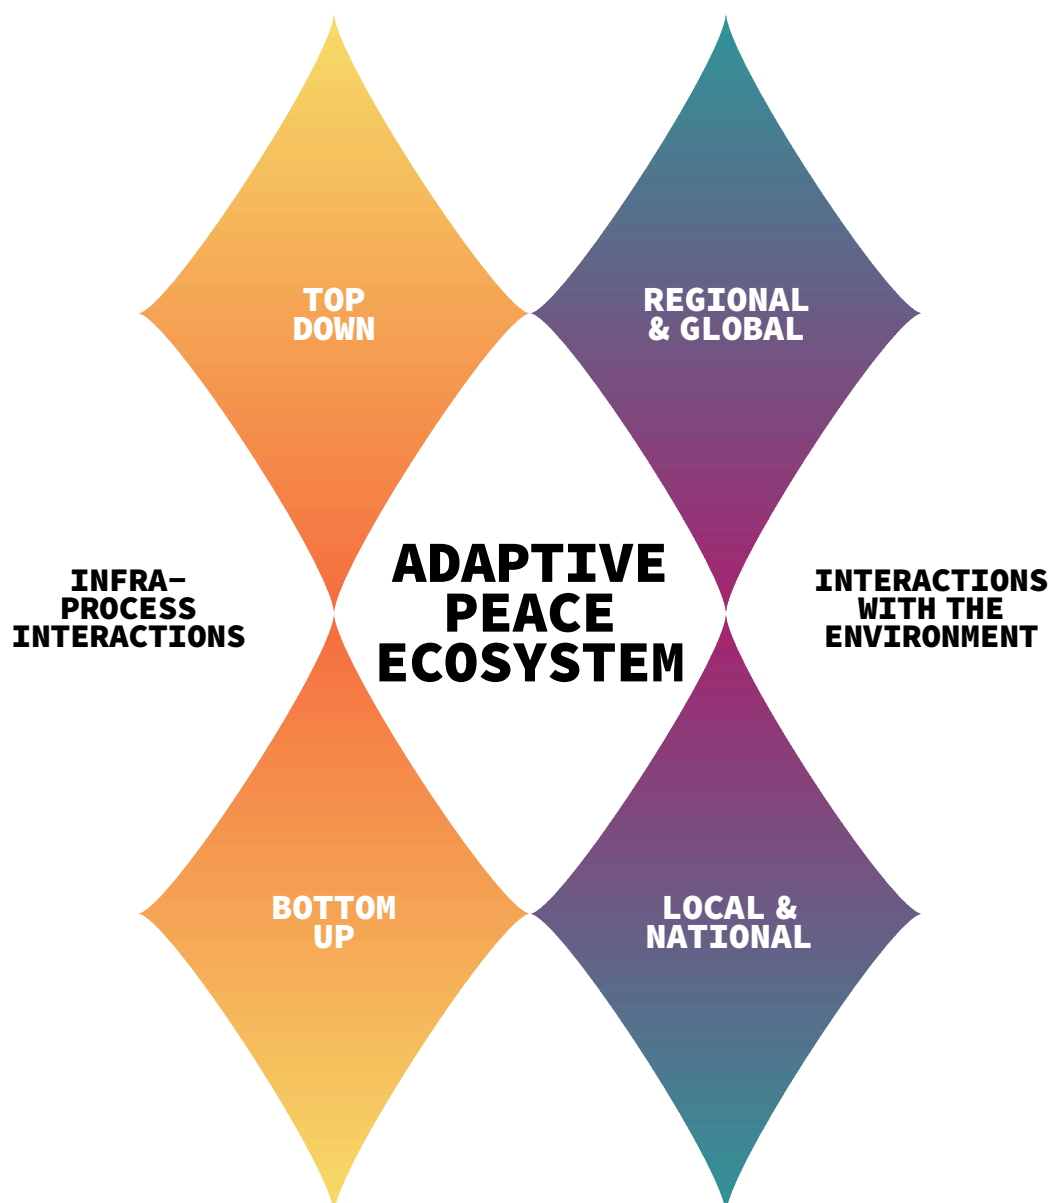 TOP
DOWN
REGIONAL
& GLOBAL
INFRA–
PROCESS
INTERACTIONS
ADAPTIVE
PEACE
ECOSYSTEM
INTERACTIONS
WITH THE
ENVIRONMENT
BOTTOM
UP
LOCAL &
NATIONAL